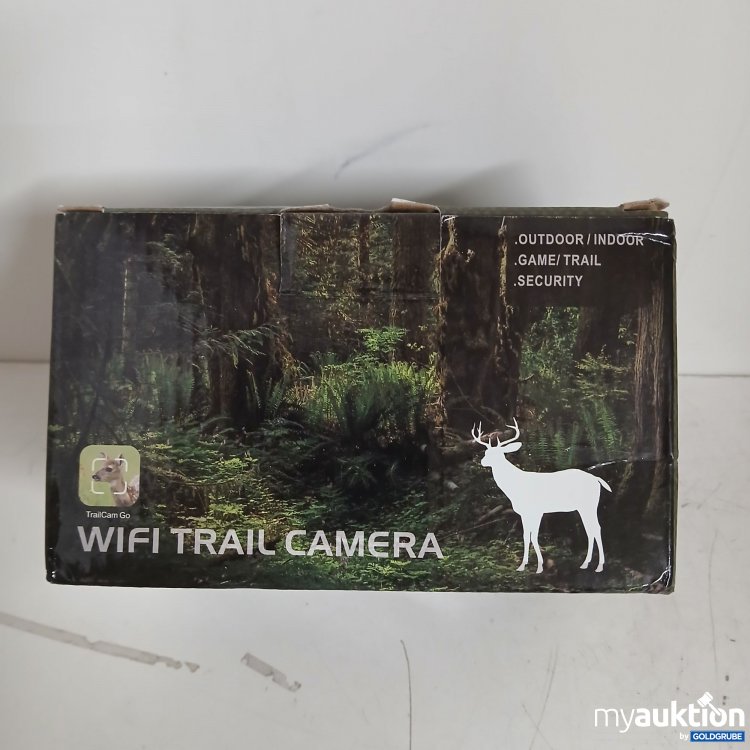 .OUTDOOR / INDOOR
.GAME/ TRAIL
.SECURITY
TrailCam Go
WIFI TRAIL CAMERA
myauktion
by GOLDGRUBE